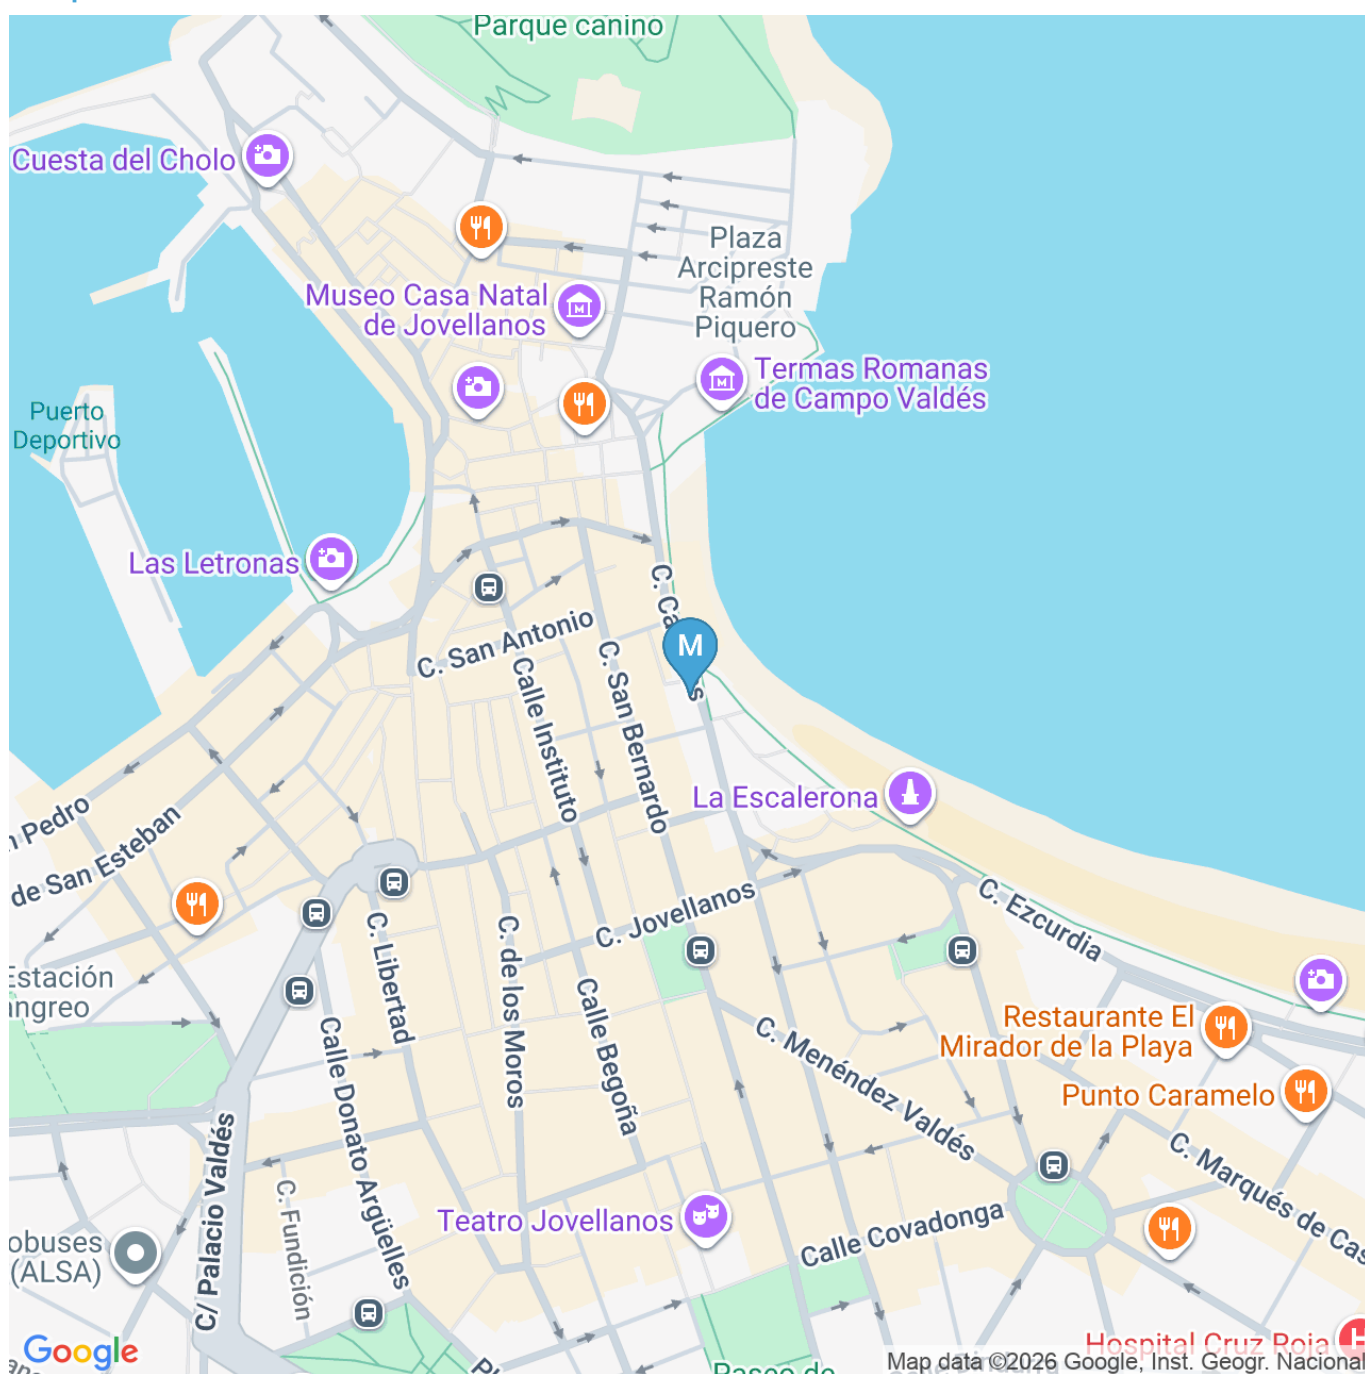 Parque canino
Cuesta del Cholo
Plaza
Arcipreste
Ramón
Piquero
Museo Casa Natal
de Jovellanos
Termas Romanas
de Campo Valdés
Puerto
Deportivo
Las Letronas
C. San Antonio
Calle Instituto
C. San Bernardo
M
La Escalerona
n Pedro
de San Esteban
C. Jovellanos
C. Ezcurdia
C. Libertad
C. de los Moros
Estación
angreo
Calle Begoña
C. Menéndez Valdés
Restaurante El
Mirador de la Playa
Punto Caramelo
Calle Donato Argüelles
C/ Palacio Valdés
C. Fundición
C. Marqués de Cas
Teatro Jovellanos
Calle Covadonga
obuses
(ALSA)
Hospital Cruz Roja
H
Google
Paseo de
Map data ©2026 Google, Inst. Geogr. Nacional